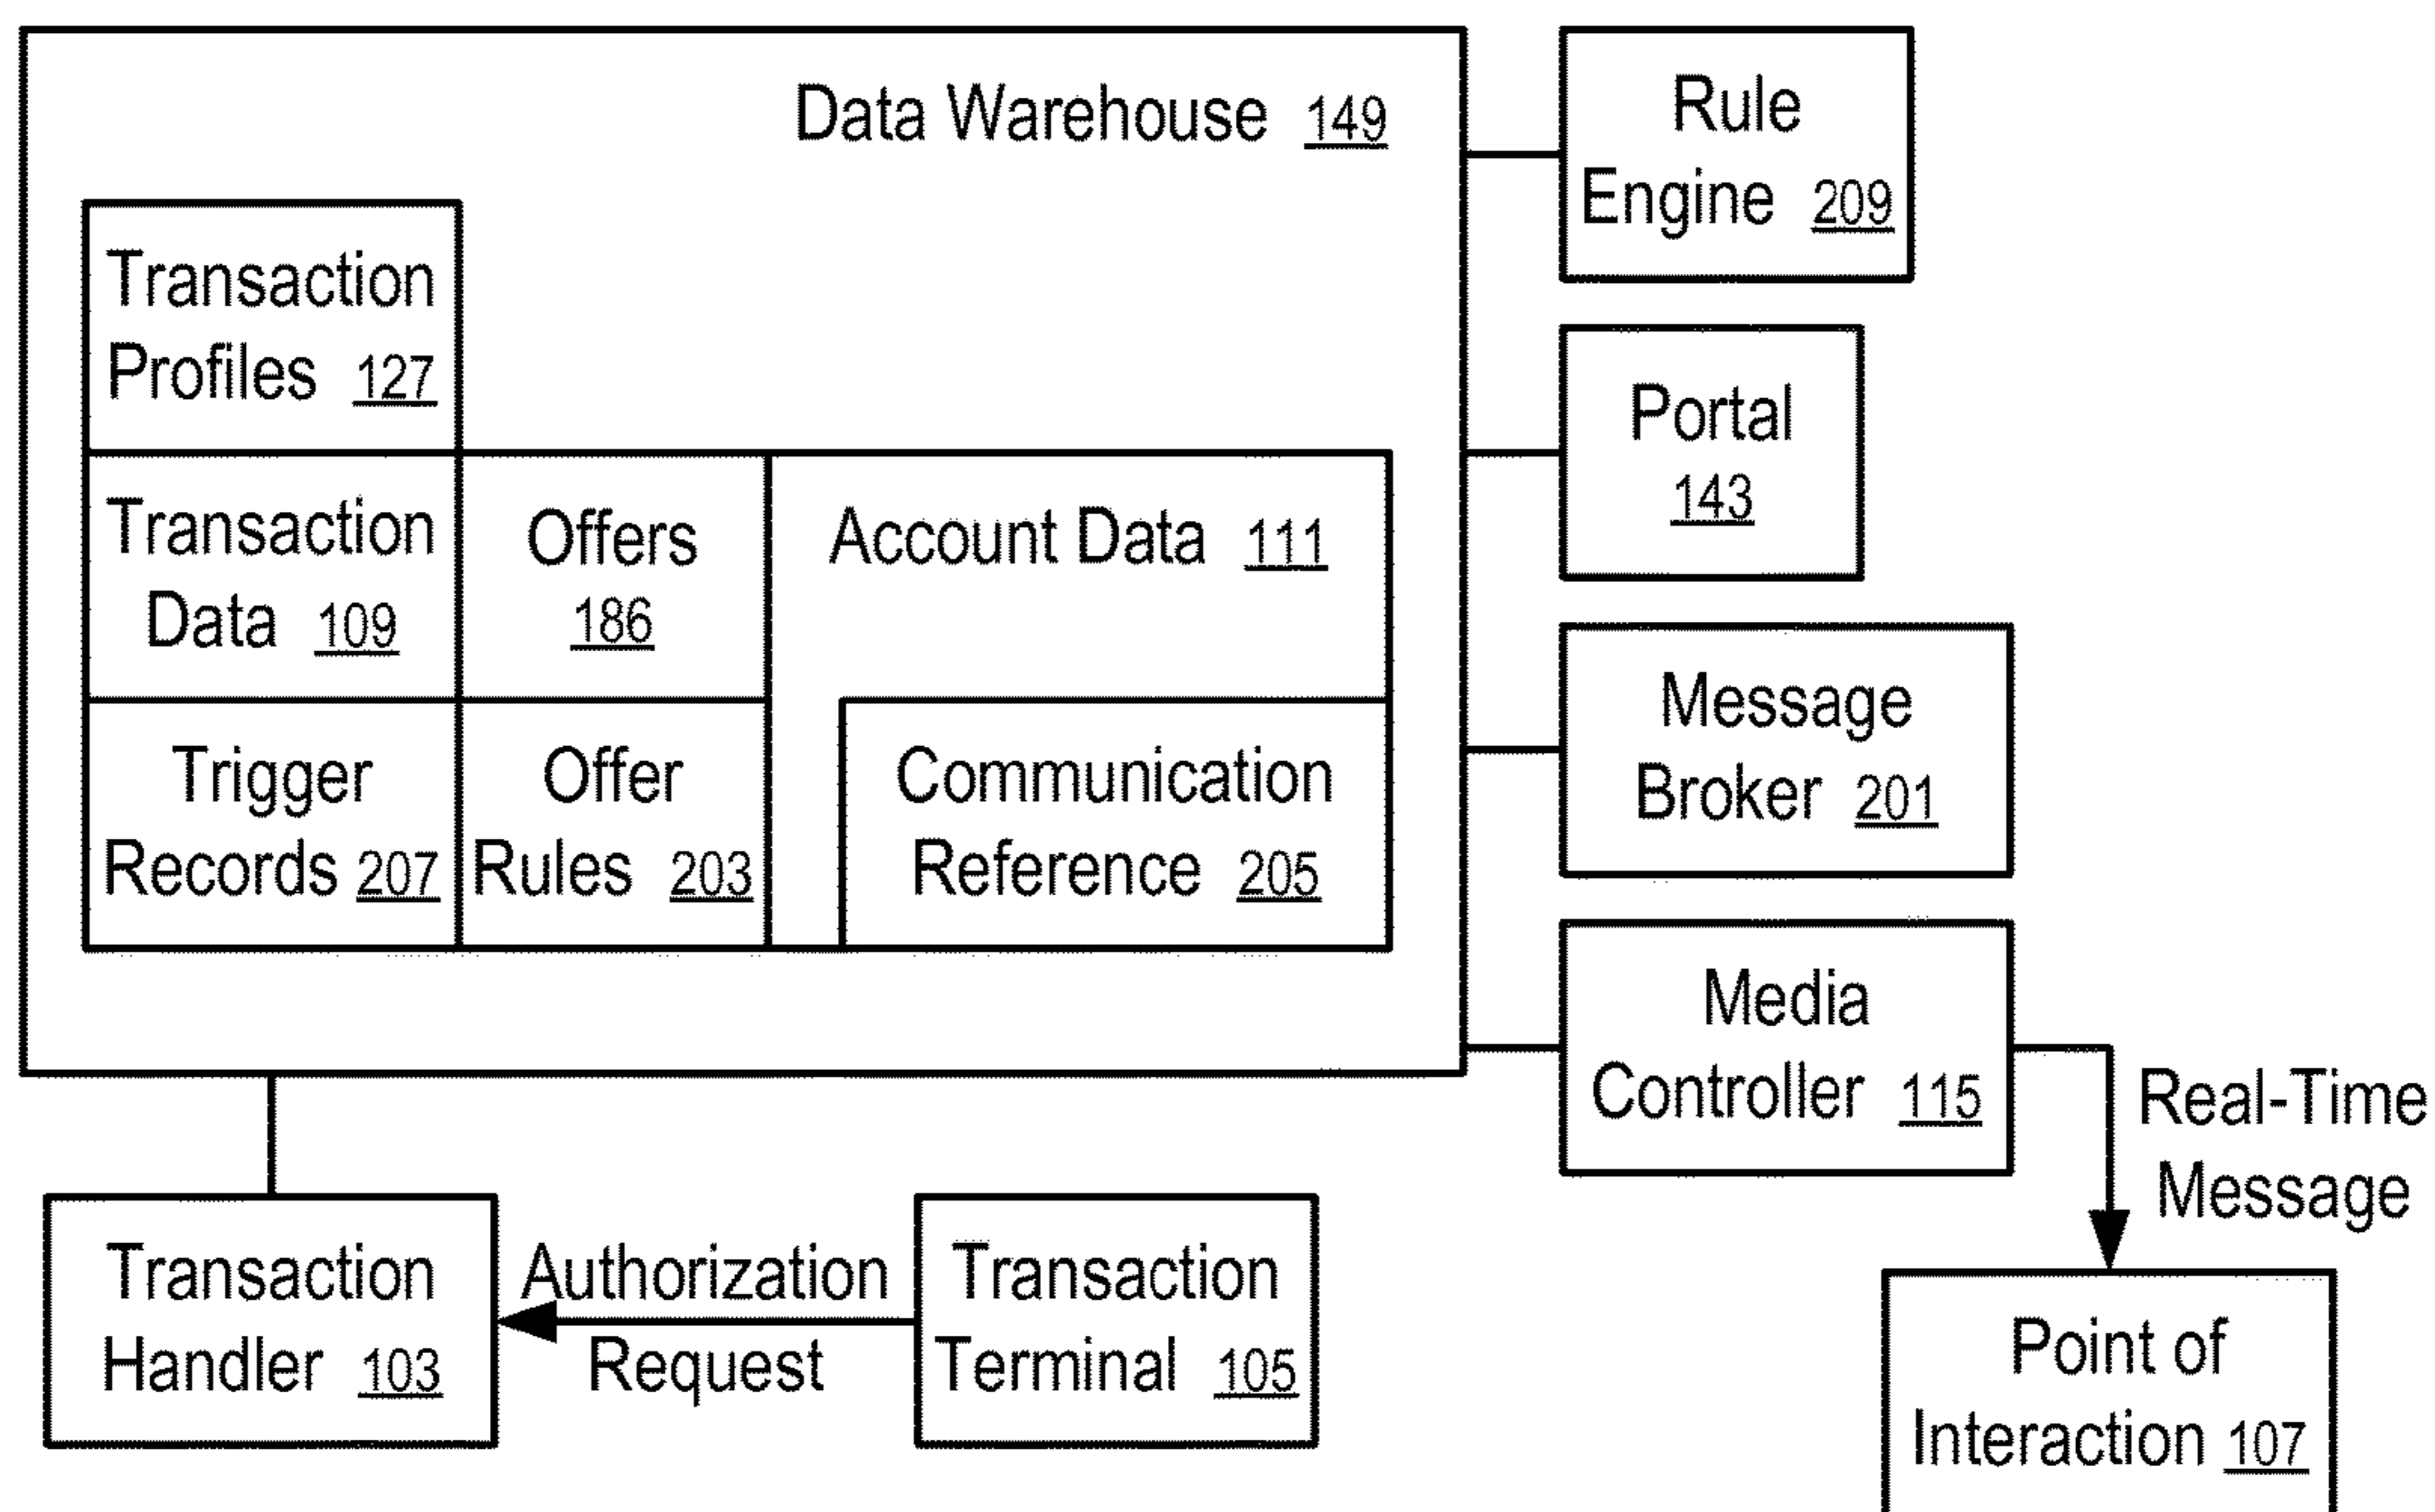 Data Warehouse 149
Transaction
Profiles 127
Transaction
Data 109
Offers
186
Account Data 111
Trigger
Records 207
Offer
Rules 203
Communication
Reference 205
Rule
Engine 209
Portal
143
Message
Broker 201
Media
Controller 115
Real-Time
Message
Transaction
Handler 103
Authorization
Request
Transaction
Terminal 105
Point of
Interaction 107